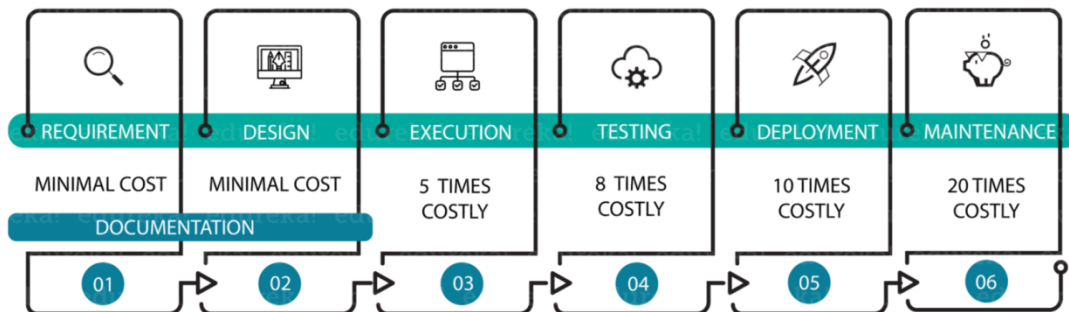 REQUIREMENT
DESIGN
EXECUTION
TESTING
DEPLOYMENT
MAINTENANCE
MINIMAL COST
MINIMAL COST
5 TIMES
COSTLY
8 TIMES
COSTLY
10 TIMES
COSTLY
20 TIMES
COSTLY
DOCUMENTATION
01
02
03
04
05
06